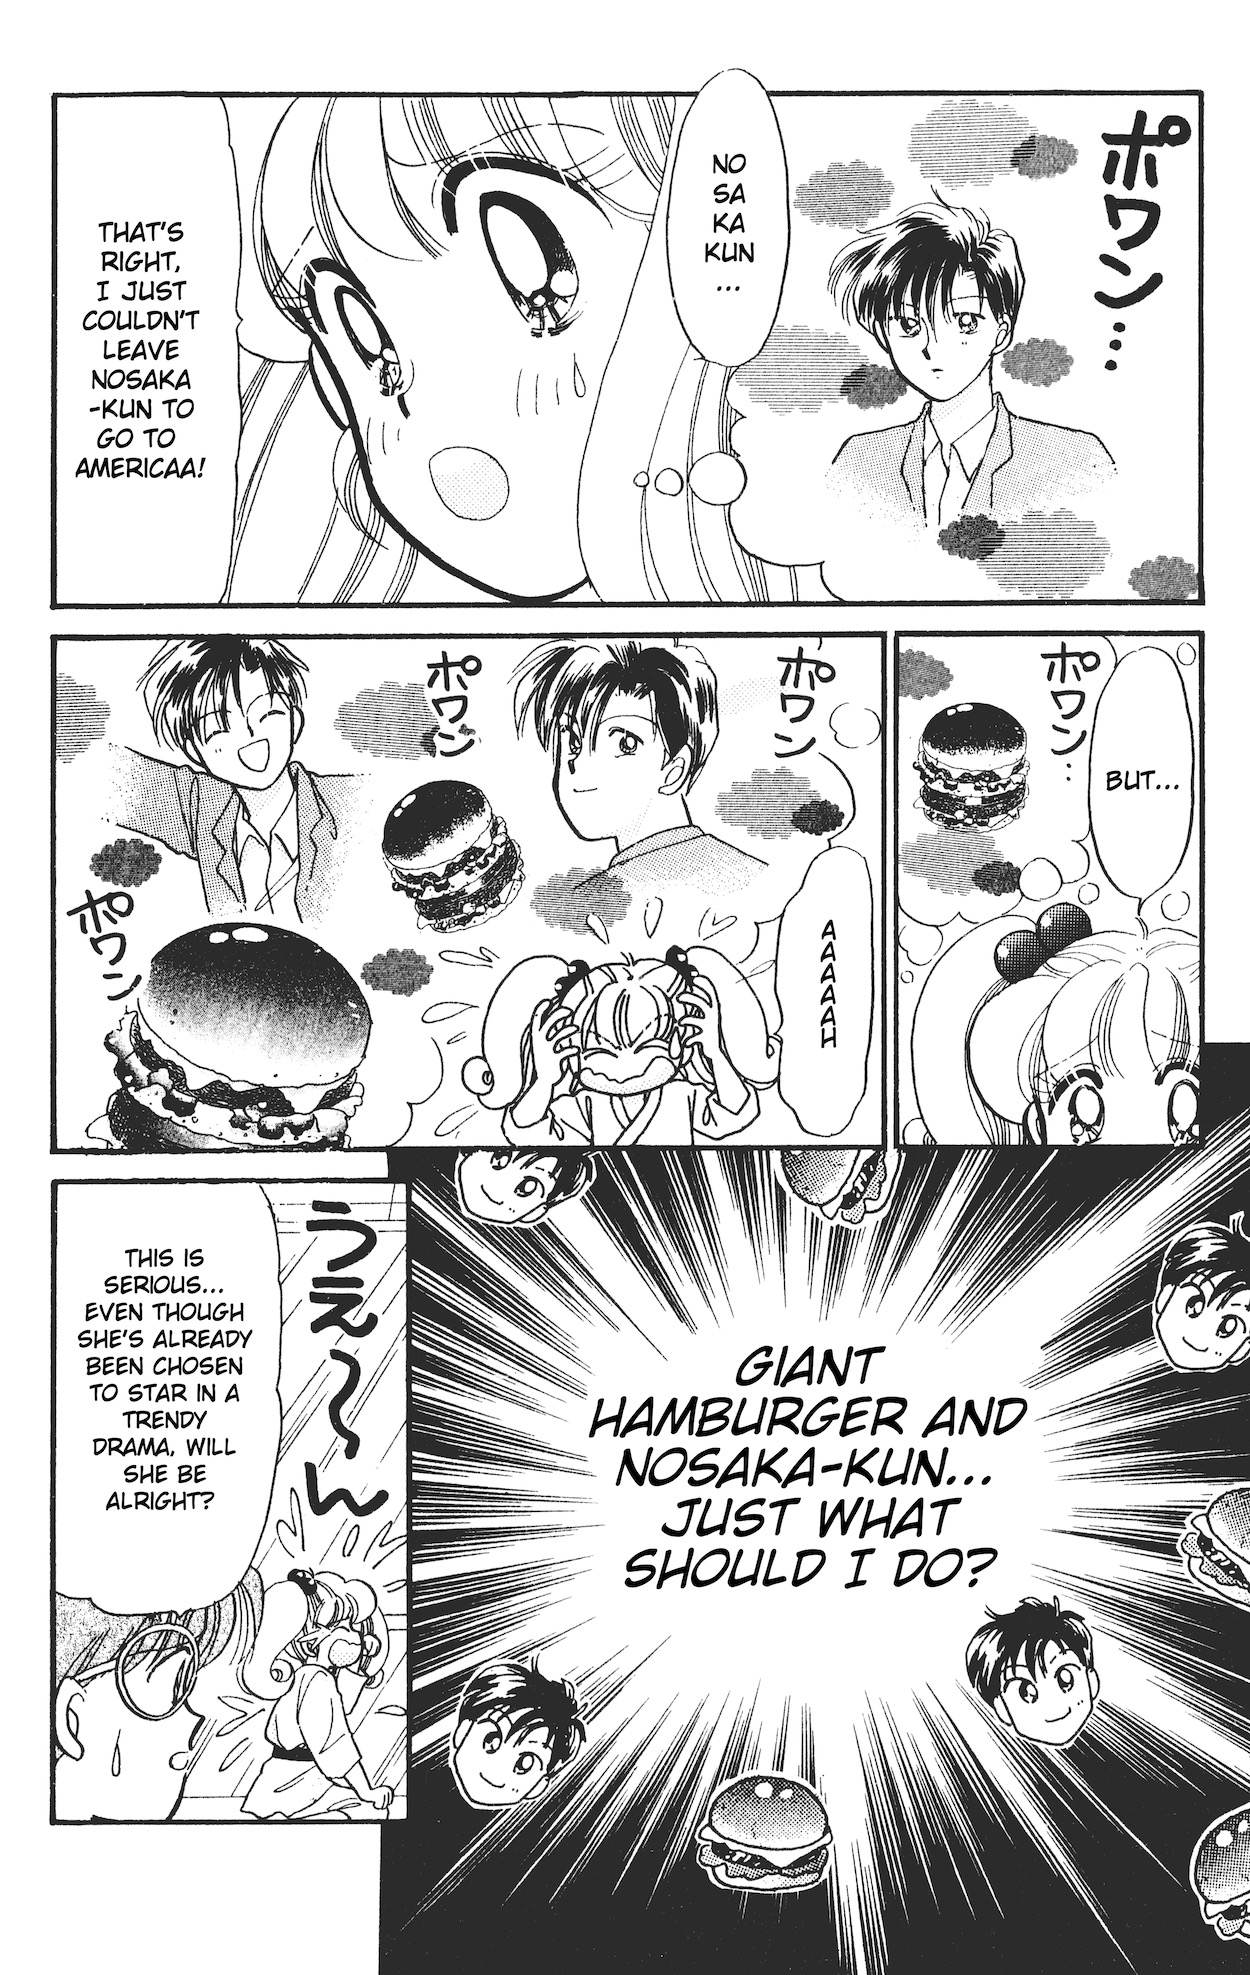 ポワン…
NO
SA
KA
KUN
...
THAT'S
RIGHT,
I JUST
COULDN'T
LEAVE
NOSAKA
-KUN TO
GO TO
AMERICAA!
BUT...
ポワン‥
ポワン
AAAAAH
ポワン
ポワン
GIANT
HAMBURGER AND
NOSAKA-KUN...
JUST WHAT
SHOULD I DO?
うえ〜〜ん
THIS IS
SERIOUS...
EVEN THOUGH
SHE'S ALREADY
BEEN CHOSEN
TO STAR IN A
TRENDY
DRAMA, WILL
SHE BE
ALRIGHT?